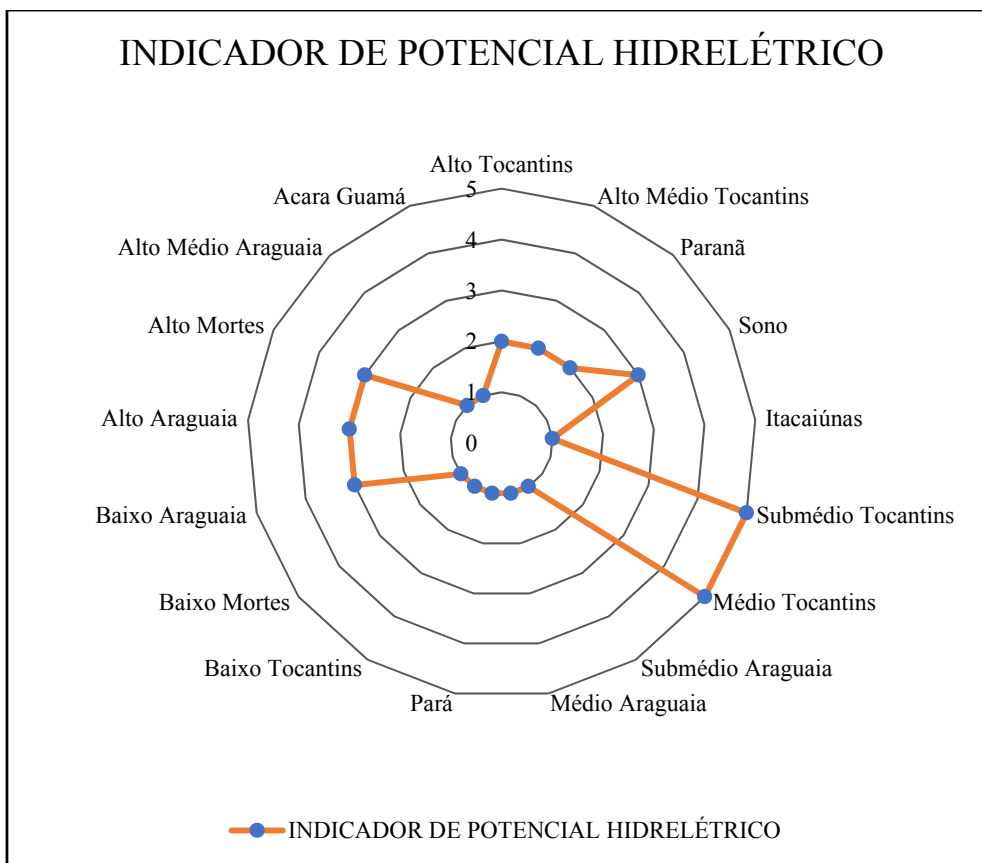 INDICADOR DE POTENCIAL HIDRELÉTRICO
Alto Tocantins
Alto Médio Tocantins
Paranã
Sono
Itacaiúnas
Submédio Tocantins
Médio Tocantins
Submédio Araguaia
Médio Araguaia
Pará
Baixo Tocantins
Baixo Mortes
Baixo Araguaia
Alto Araguaia
Alto Mortes
Alto Médio Araguaia
Acara Guamá
5
4
3
2
1
0
INDICADOR DE POTENCIAL HIDRELÉTRICO